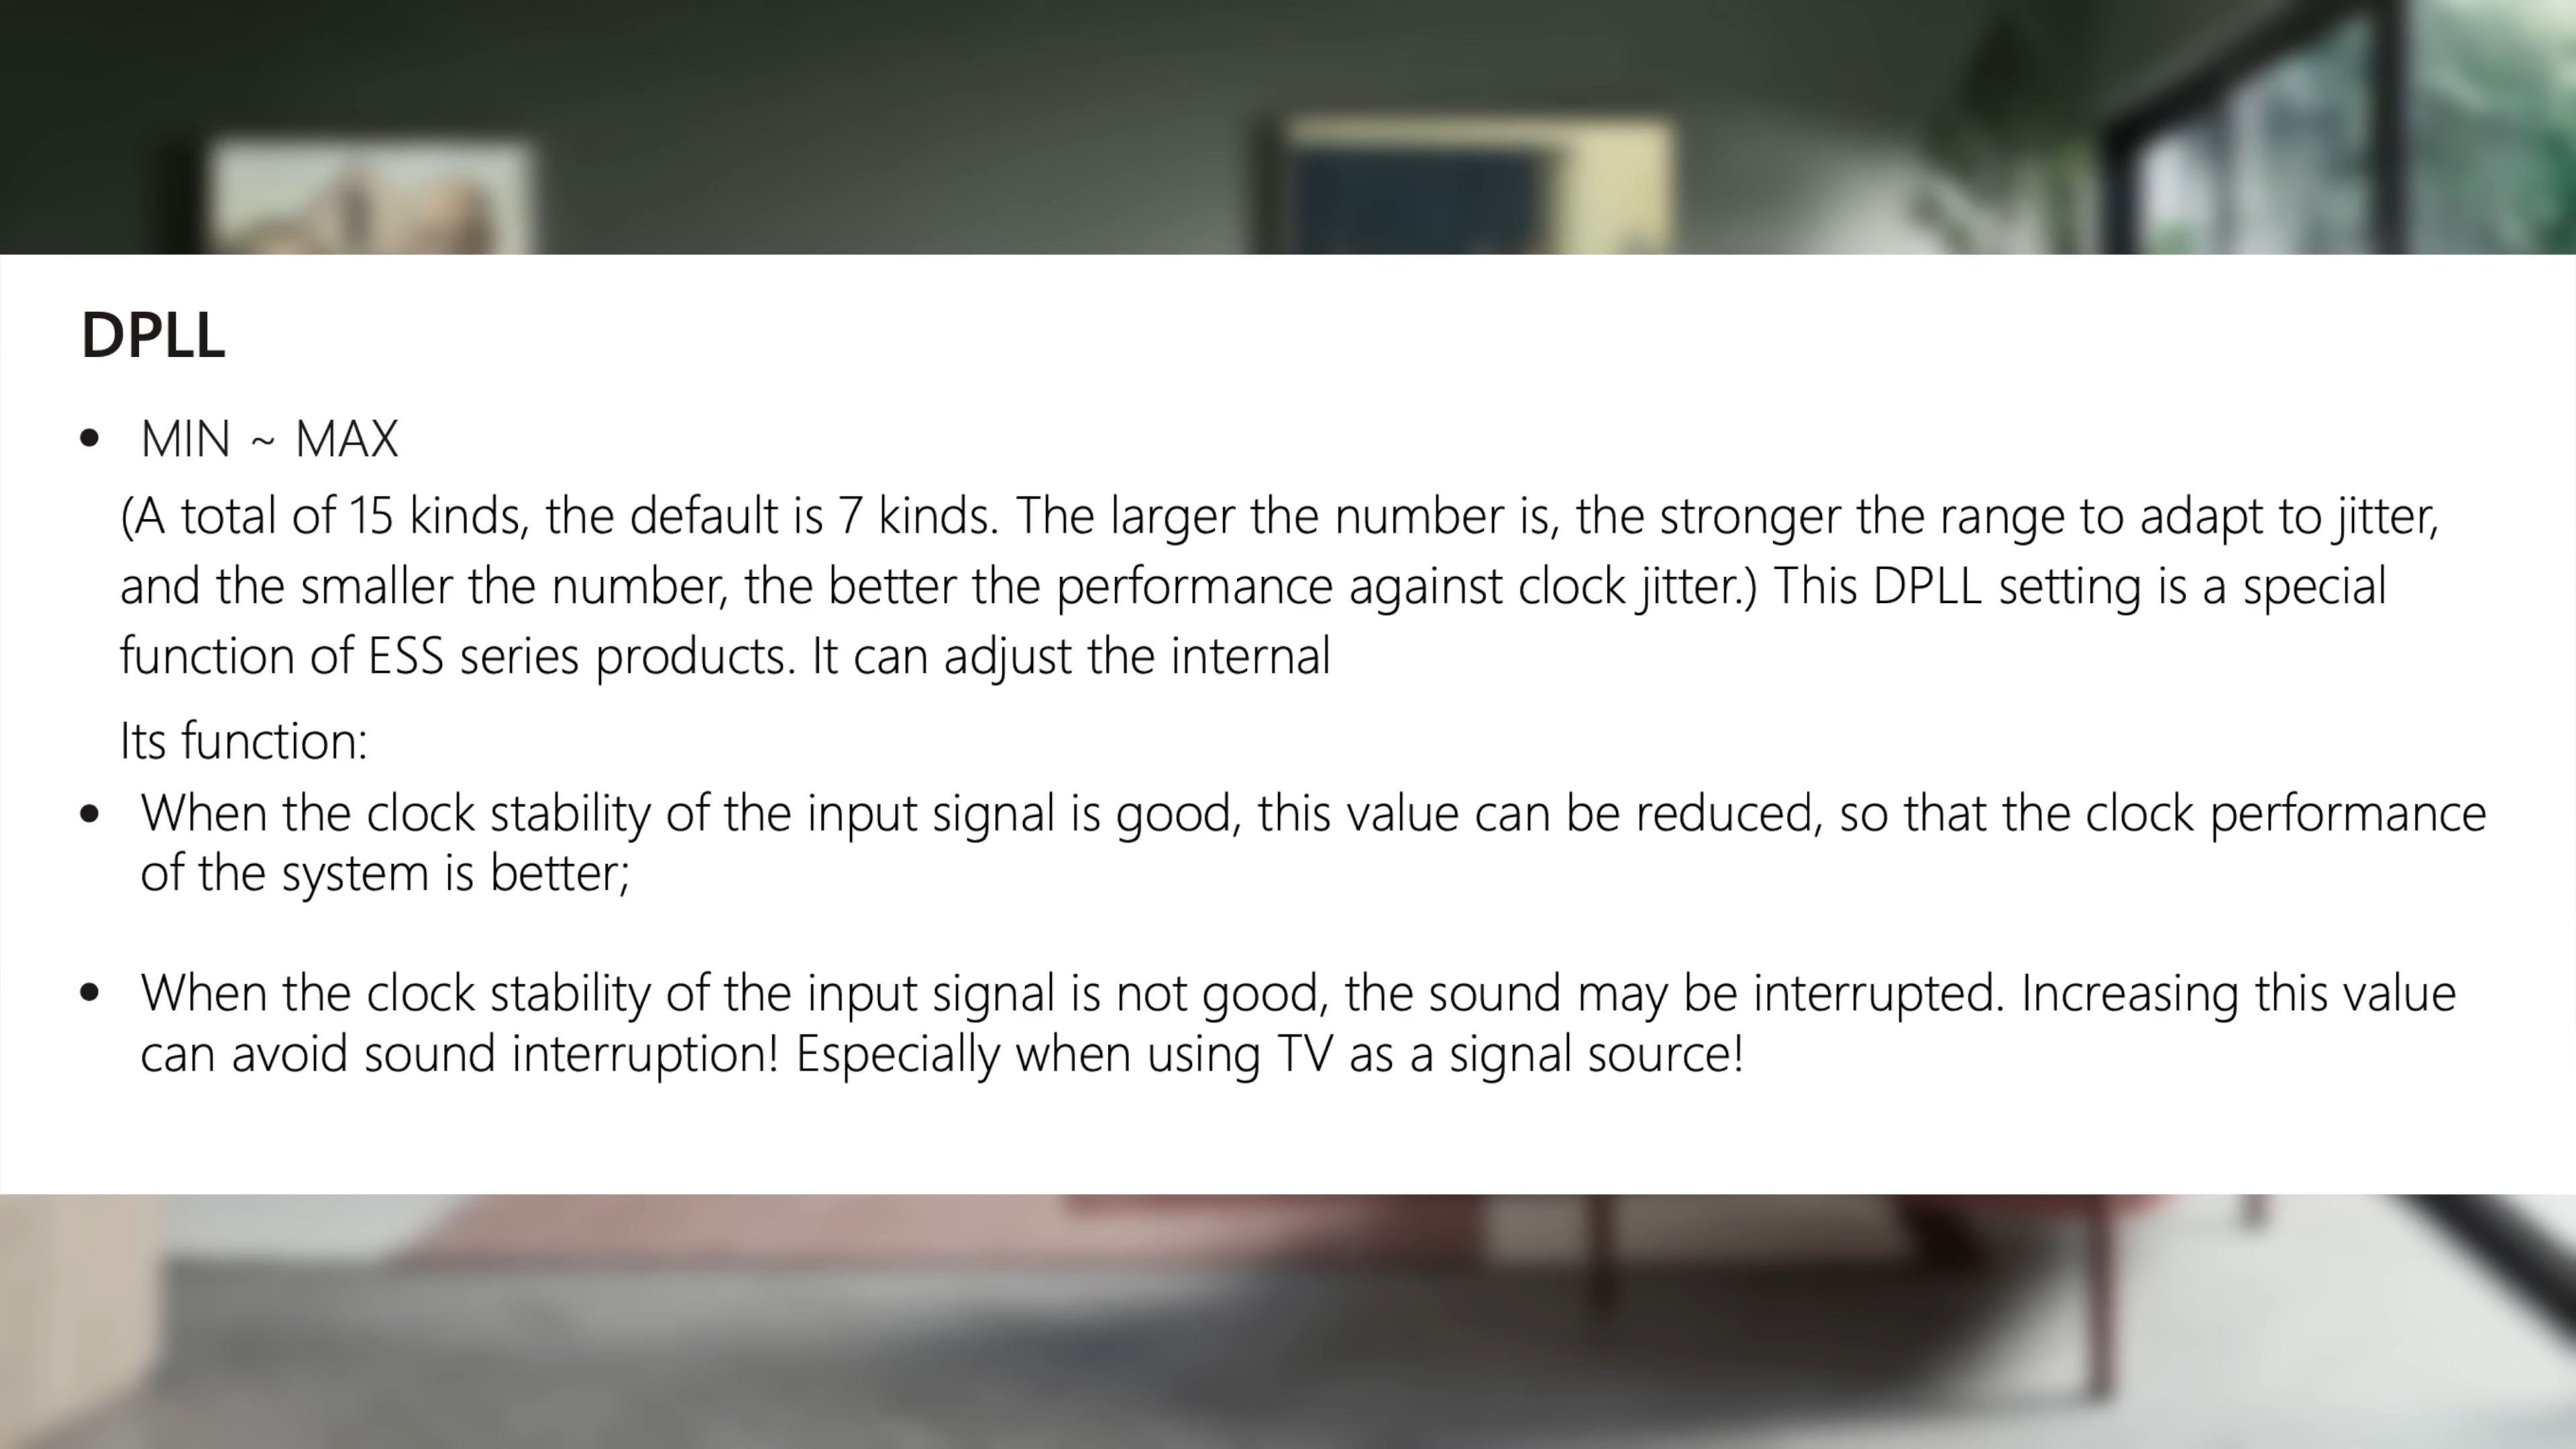 DPLL
• MIN ~ MAX
(A total of 15 kinds, the default is 7 kinds. The larger the number is, the stronger the range to adapt to jitter,
and the smaller the number, the better the performance against clock jitter.) This DPLL setting is a special
function of ESS series products. It can adjust the internal
Its function:
• When the clock stability of the input signal is good, this value can be reduced, so that the clock performance
of the system is better;
• When the clock stability of the input signal is not good, the sound may be interrupted. Increasing this value
can avoid sound interruption! Especially when using TV as a signal source!